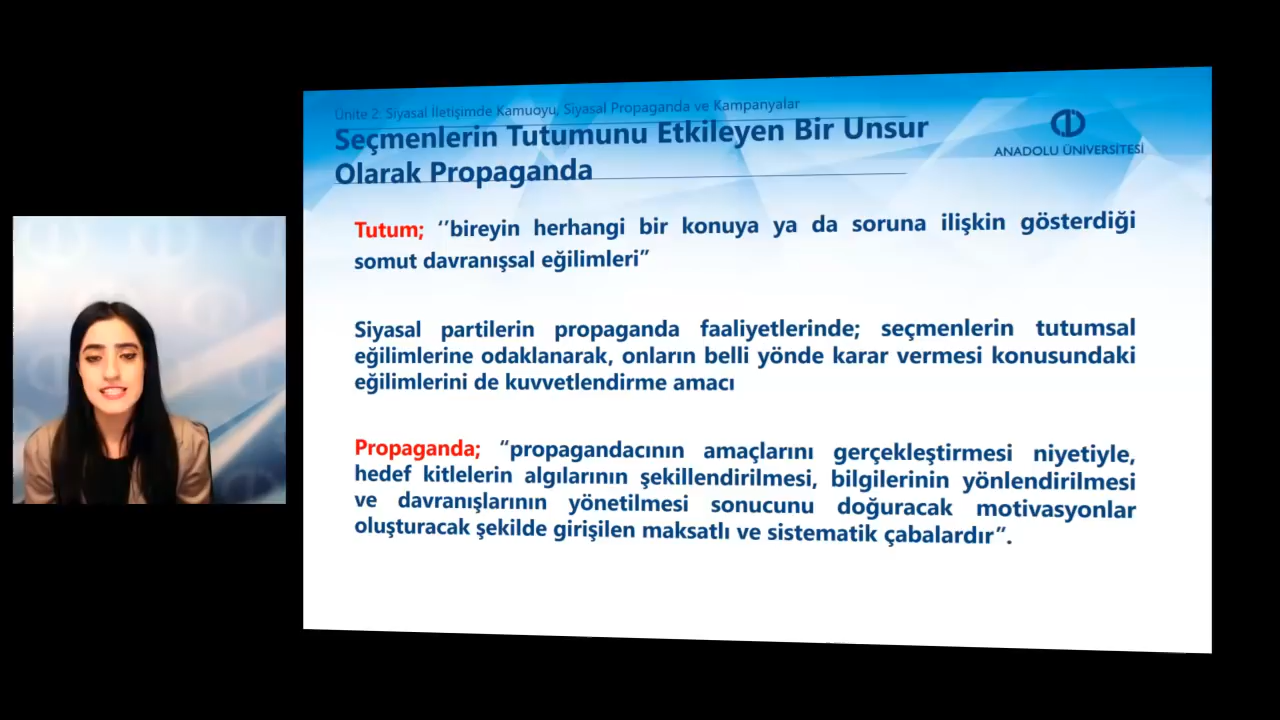 Ünite 2: Siyasal İletişimde Kamuoyu, Siyasal Propaganda ve Kampanyalar
Seçmenlerin Tutumunu Etkileyen Bir Unsur
Olarak Propaganda
ANADOLU ÜNİVERSİTESİ
Tutum; ‘’bireyin herhangi bir konuya ya da soruna ilişkin gösterdiği
somut davranışsal eğilimleri”
Siyasal partilerin propaganda faaliyetlerinde; seçmenlerin tutumsal
eğilimlerine odaklanarak, onların belli yönde karar vermesi konusundaki
eğilimlerini de kuvvetlendirme amacı
Propaganda; “propagandacının amaçlarını gerçekleştirmesi niyetiyle,
hedef kitlelerin algılarının şekillendirilmesi, bilgilerinin yönlendirilmesi
ve davranışlarının yönetilmesi sonucunu doğuracak motivasyonlar
oluşturacak şekilde girişilen maksatlı ve sistematik çabalardır”.